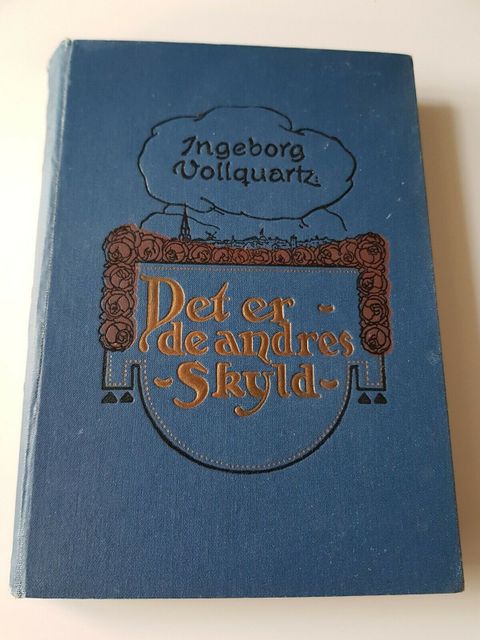 Ingeborg
Vollquartz.
Det er -
de andres
- Skyld -